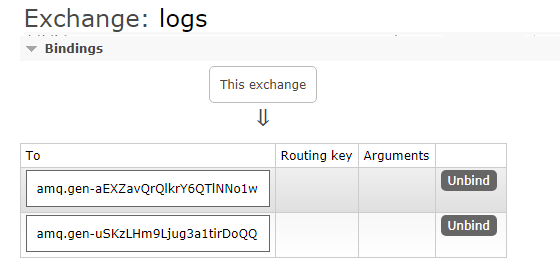 Exchange: logs
Bindings
This exchange
⇓
To Routing key Arguments
amq.gen-aEXZavQrQlkrY6QTlNNo1w Unbind
amq.gen-uSKzLHm9Ljug3a1tirDoQQ Unbind